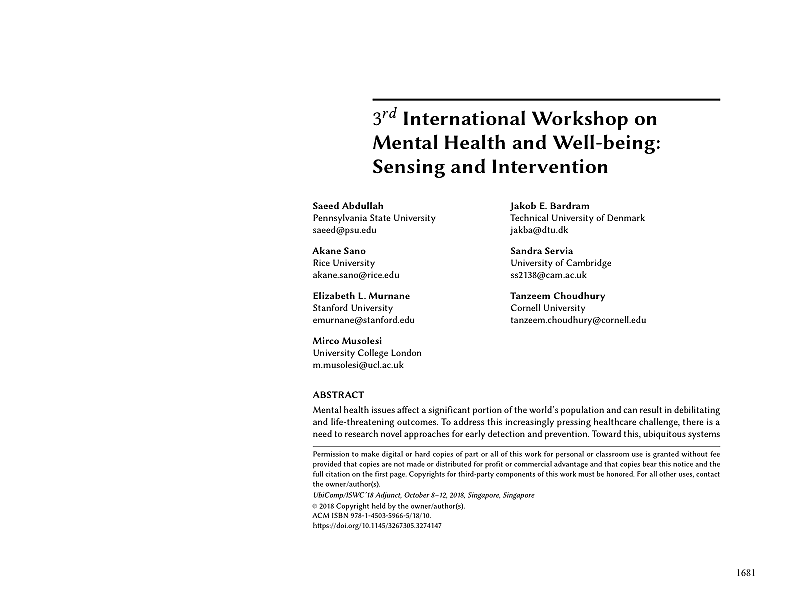 3rd International Workshop on
Mental Health and Well-being:
Sensing and Intervention
Saeed Abdullah
Pennsylvania State University
saeed@psu.edu
Jakob E. Bardram
Technical University of Denmark
jakba@dtu.dk
Akane Sano
Rice University
akane.sano@rice.edu
Sandra Servia
University of Cambridge
ss2138@cam.ac.uk
Elizabeth L. Murnane
Stanford University
emurnane@stanford.edu
Tanzeem Choudhury
Cornell University
tanzeem.choudhury@cornell.edu
Mirco Musolesi
University College London
m.musolesi@ucl.ac.uk
ABSTRACT
Mental health issues affect a significant portion of the world's population and can result in debilitating
and life-threatening outcomes. To address this increasingly pressing healthcare challenge, there is a
need to research novel approaches for early detection and prevention. Toward this, ubiquitous systems
Permission to make digital or hard copies of part or all of this work for personal or classroom use is granted without fee
provided that copies are not made or distributed for profit or commercial advantage and that copies bear this notice and the
full citation on the first page. Copyrights for third-party components of this work must be honored. For all other uses, contact
the owner/author(s).
UbiComp/ISWC'18 Adjunct, October 8–12, 2018, Singapore, Singapore
© 2018 Copyright held by the owner/author(s).
ACM ISBN 978-1-4503-5966-5/18/10.
https://doi.org/10.1145/3267305.3274147
1681